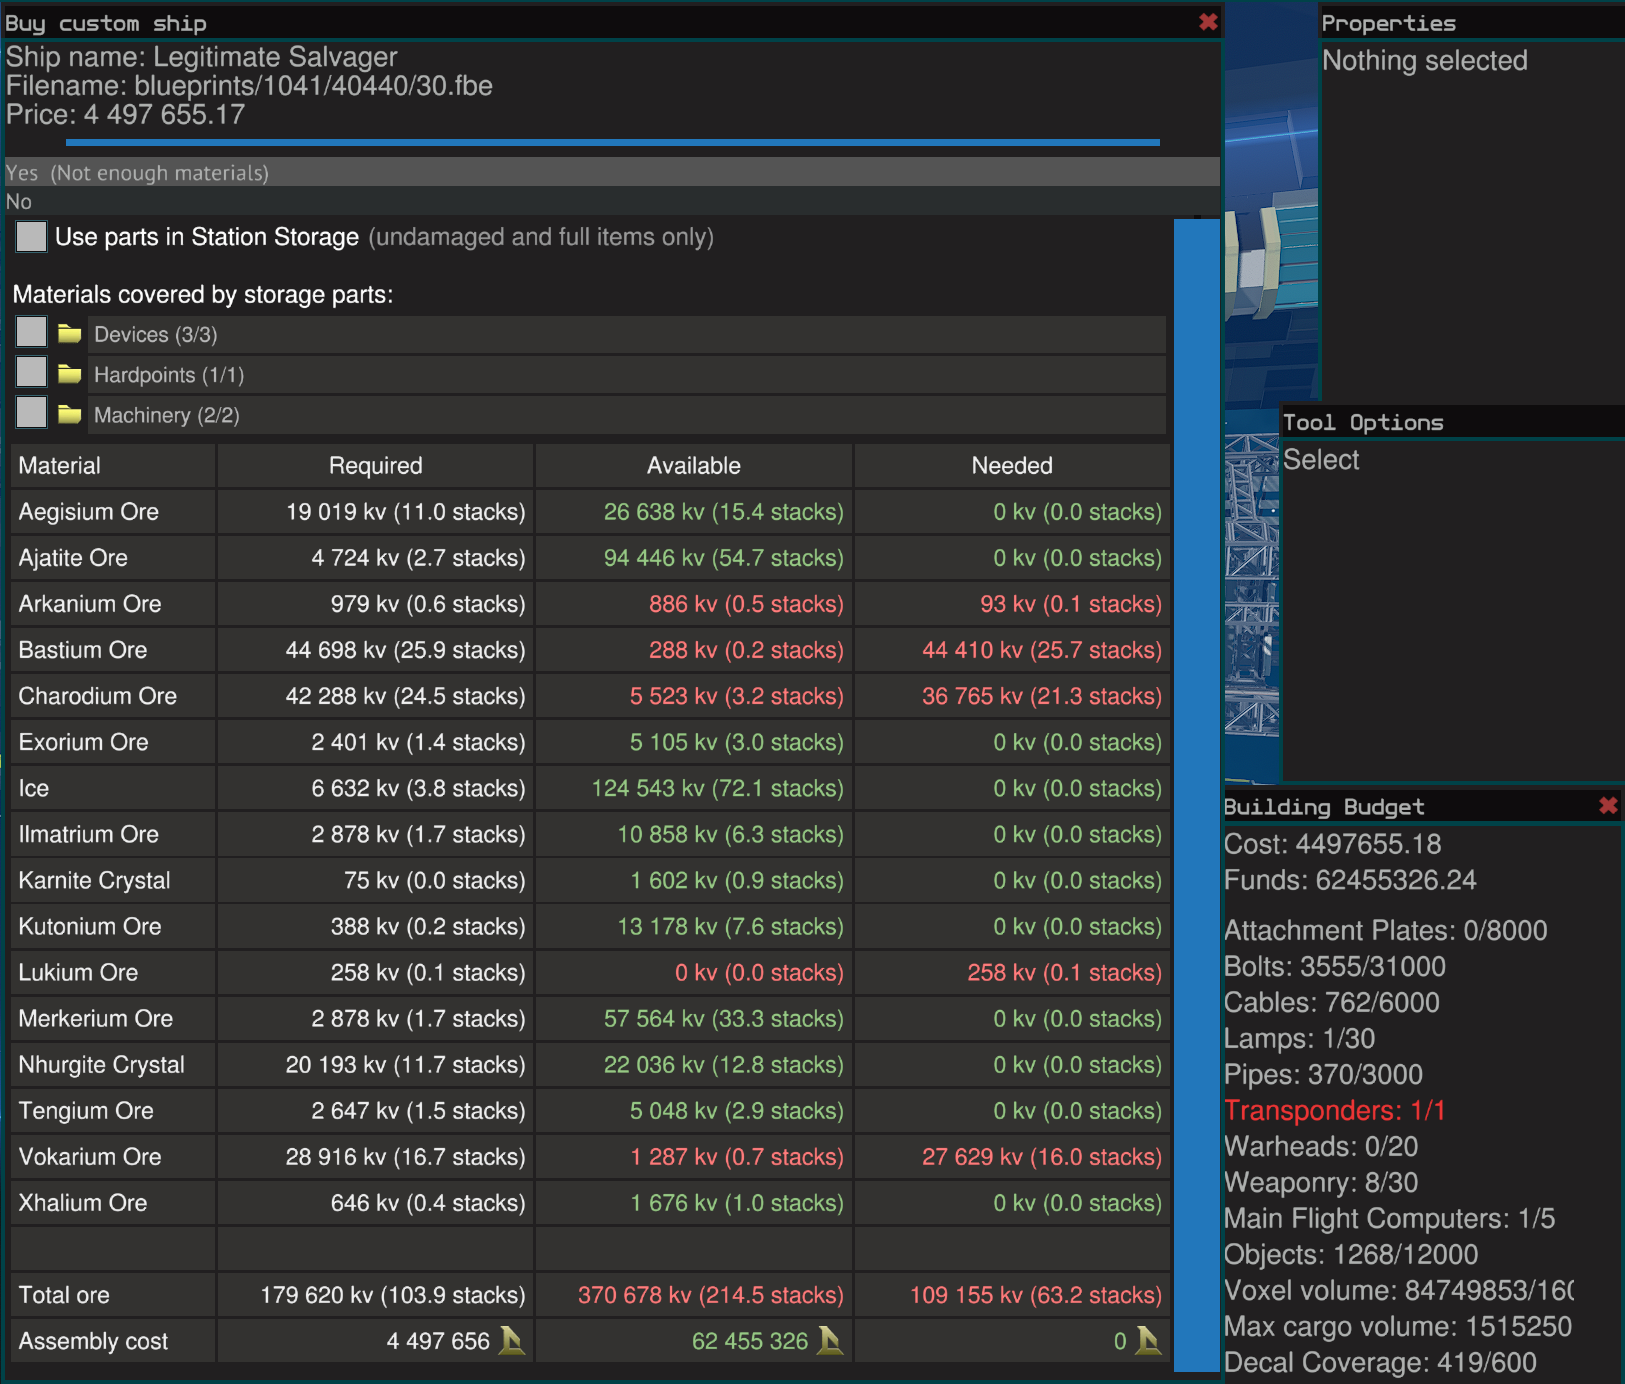 Buy custom ship
Ship name: Legitimate Salvager
Filename: blueprints/1041/40440/30.fbe
Price: 4 497 655.17
Yes (Not enough materials)
No
Use parts in Station Storage (undamaged and full items only)
Materials covered by storage parts:
Devices (3/3)
Hardpoints (1/1)
Machinery (2/2)
Material Required Available Needed
Aegisium Ore 19 019 kv (11.0 stacks) 26 638 kv (15.4 stacks) 0 kv (0.0 stacks)
Ajatite Ore 4 724 kv (2.7 stacks) 94 446 kv (54.7 stacks) 0 kv (0.0 stacks)
Arkanium Ore 979 kv (0.6 stacks) 886 kv (0.5 stacks) 93 kv (0.1 stacks)
Bastium Ore 44 698 kv (25.9 stacks) 288 kv (0.2 stacks) 44 410 kv (25.7 stacks)
Charodium Ore 42 288 kv (24.5 stacks) 5 523 kv (3.2 stacks) 36 765 kv (21.3 stacks)
Exorium Ore 2 401 kv (1.4 stacks) 5 105 kv (3.0 stacks) 0 kv (0.0 stacks)
Ice 6 632 kv (3.8 stacks) 124 543 kv (72.1 stacks) 0 kv (0.0 stacks)
Ilmatrium Ore 2 878 kv (1.7 stacks) 10 858 kv (6.3 stacks) 0 kv (0.0 stacks)
Karnite Crystal 75 kv (0.0 stacks) 1 602 kv (0.9 stacks) 0 kv (0.0 stacks)
Kutonium Ore 388 kv (0.2 stacks) 13 178 kv (7.6 stacks) 0 kv (0.0 stacks)
Lukium Ore 258 kv (0.1 stacks) 0 kv (0.0 stacks) 258 kv (0.1 stacks)
Merkerium Ore 2 878 kv (1.7 stacks) 57 564 kv (33.3 stacks) 0 kv (0.0 stacks)
Nhurgite Crystal 20 193 kv (11.7 stacks) 22 036 kv (12.8 stacks) 0 kv (0.0 stacks)
Tengium Ore 2 647 kv (1.5 stacks) 5 048 kv (2.9 stacks) 0 kv (0.0 stacks)
Vokarium Ore 28 916 kv (16.7 stacks) 1 287 kv (0.7 stacks) 27 629 kv (16.0 stacks)
Xhalium Ore 646 kv (0.4 stacks) 1 676 kv (1.0 stacks) 0 kv (0.0 stacks)
Total ore 179 620 kv (103.9 stacks) 370 678 kv (214.5 stacks) 109 155 kv (63.2 stacks)
Assembly cost 4 497 656 62 455 326 0
Properties
Nothing selected
Tool Options
Select
Building Budget
Cost: 4497655.18
Funds: 62455326.24
Attachment Plates: 0/8000
Bolts: 3555/31000
Cables: 762/6000
Lamps: 1/30
Pipes: 370/3000
Transponders: 1/1
Warheads: 0/20
Weaponry: 8/30
Main Flight Computers: 1/5
Objects: 1268/12000
Voxel volume: 84749853/160
Max cargo volume: 1515250
Decal Coverage: 419/600